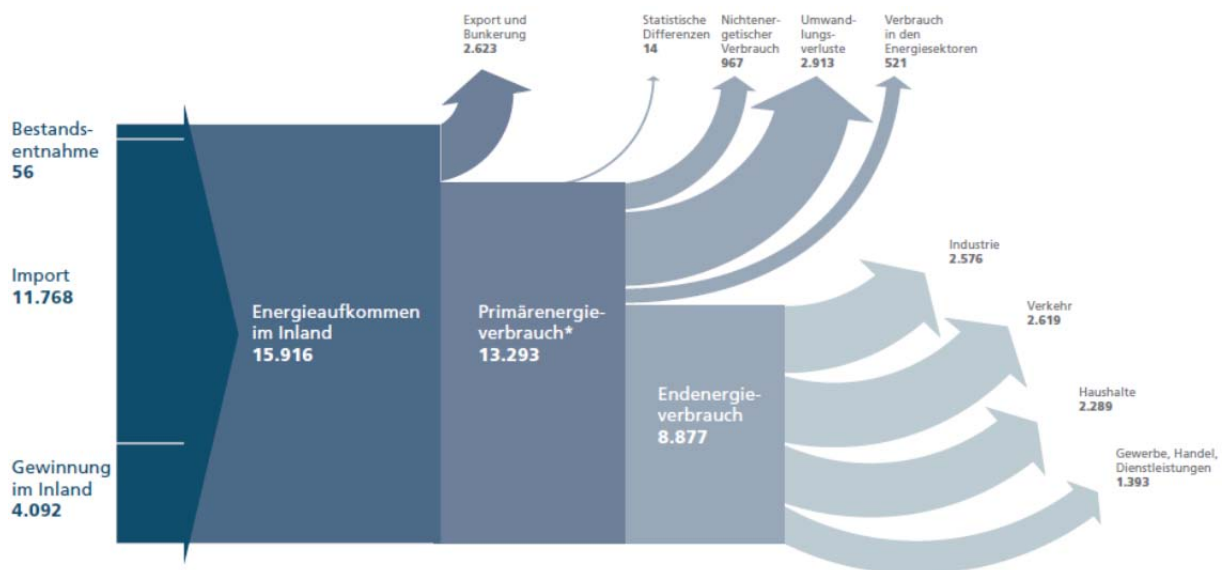 Export und
Bunkerung
2.623
Statistische
Differenzen
14
Nichtener-
getischer
Verbrauch
967
Umwand-
lungs-
verluste
2.913
Verbrauch
in den
Energiesektoren
521
Bestands-
entnahme
56
Import
11.768
Gewinnung
im Inland
4.092
Energieaufkommen
im Inland
15.916
Primärenergie-
verbrauch*
13.293
Endenergie-
verbrauch
8.877
Industrie
2.576
Verkehr
2.619
Haushalte
2.289
Gewerbe, Handel,
Dienstleistungen
1.393